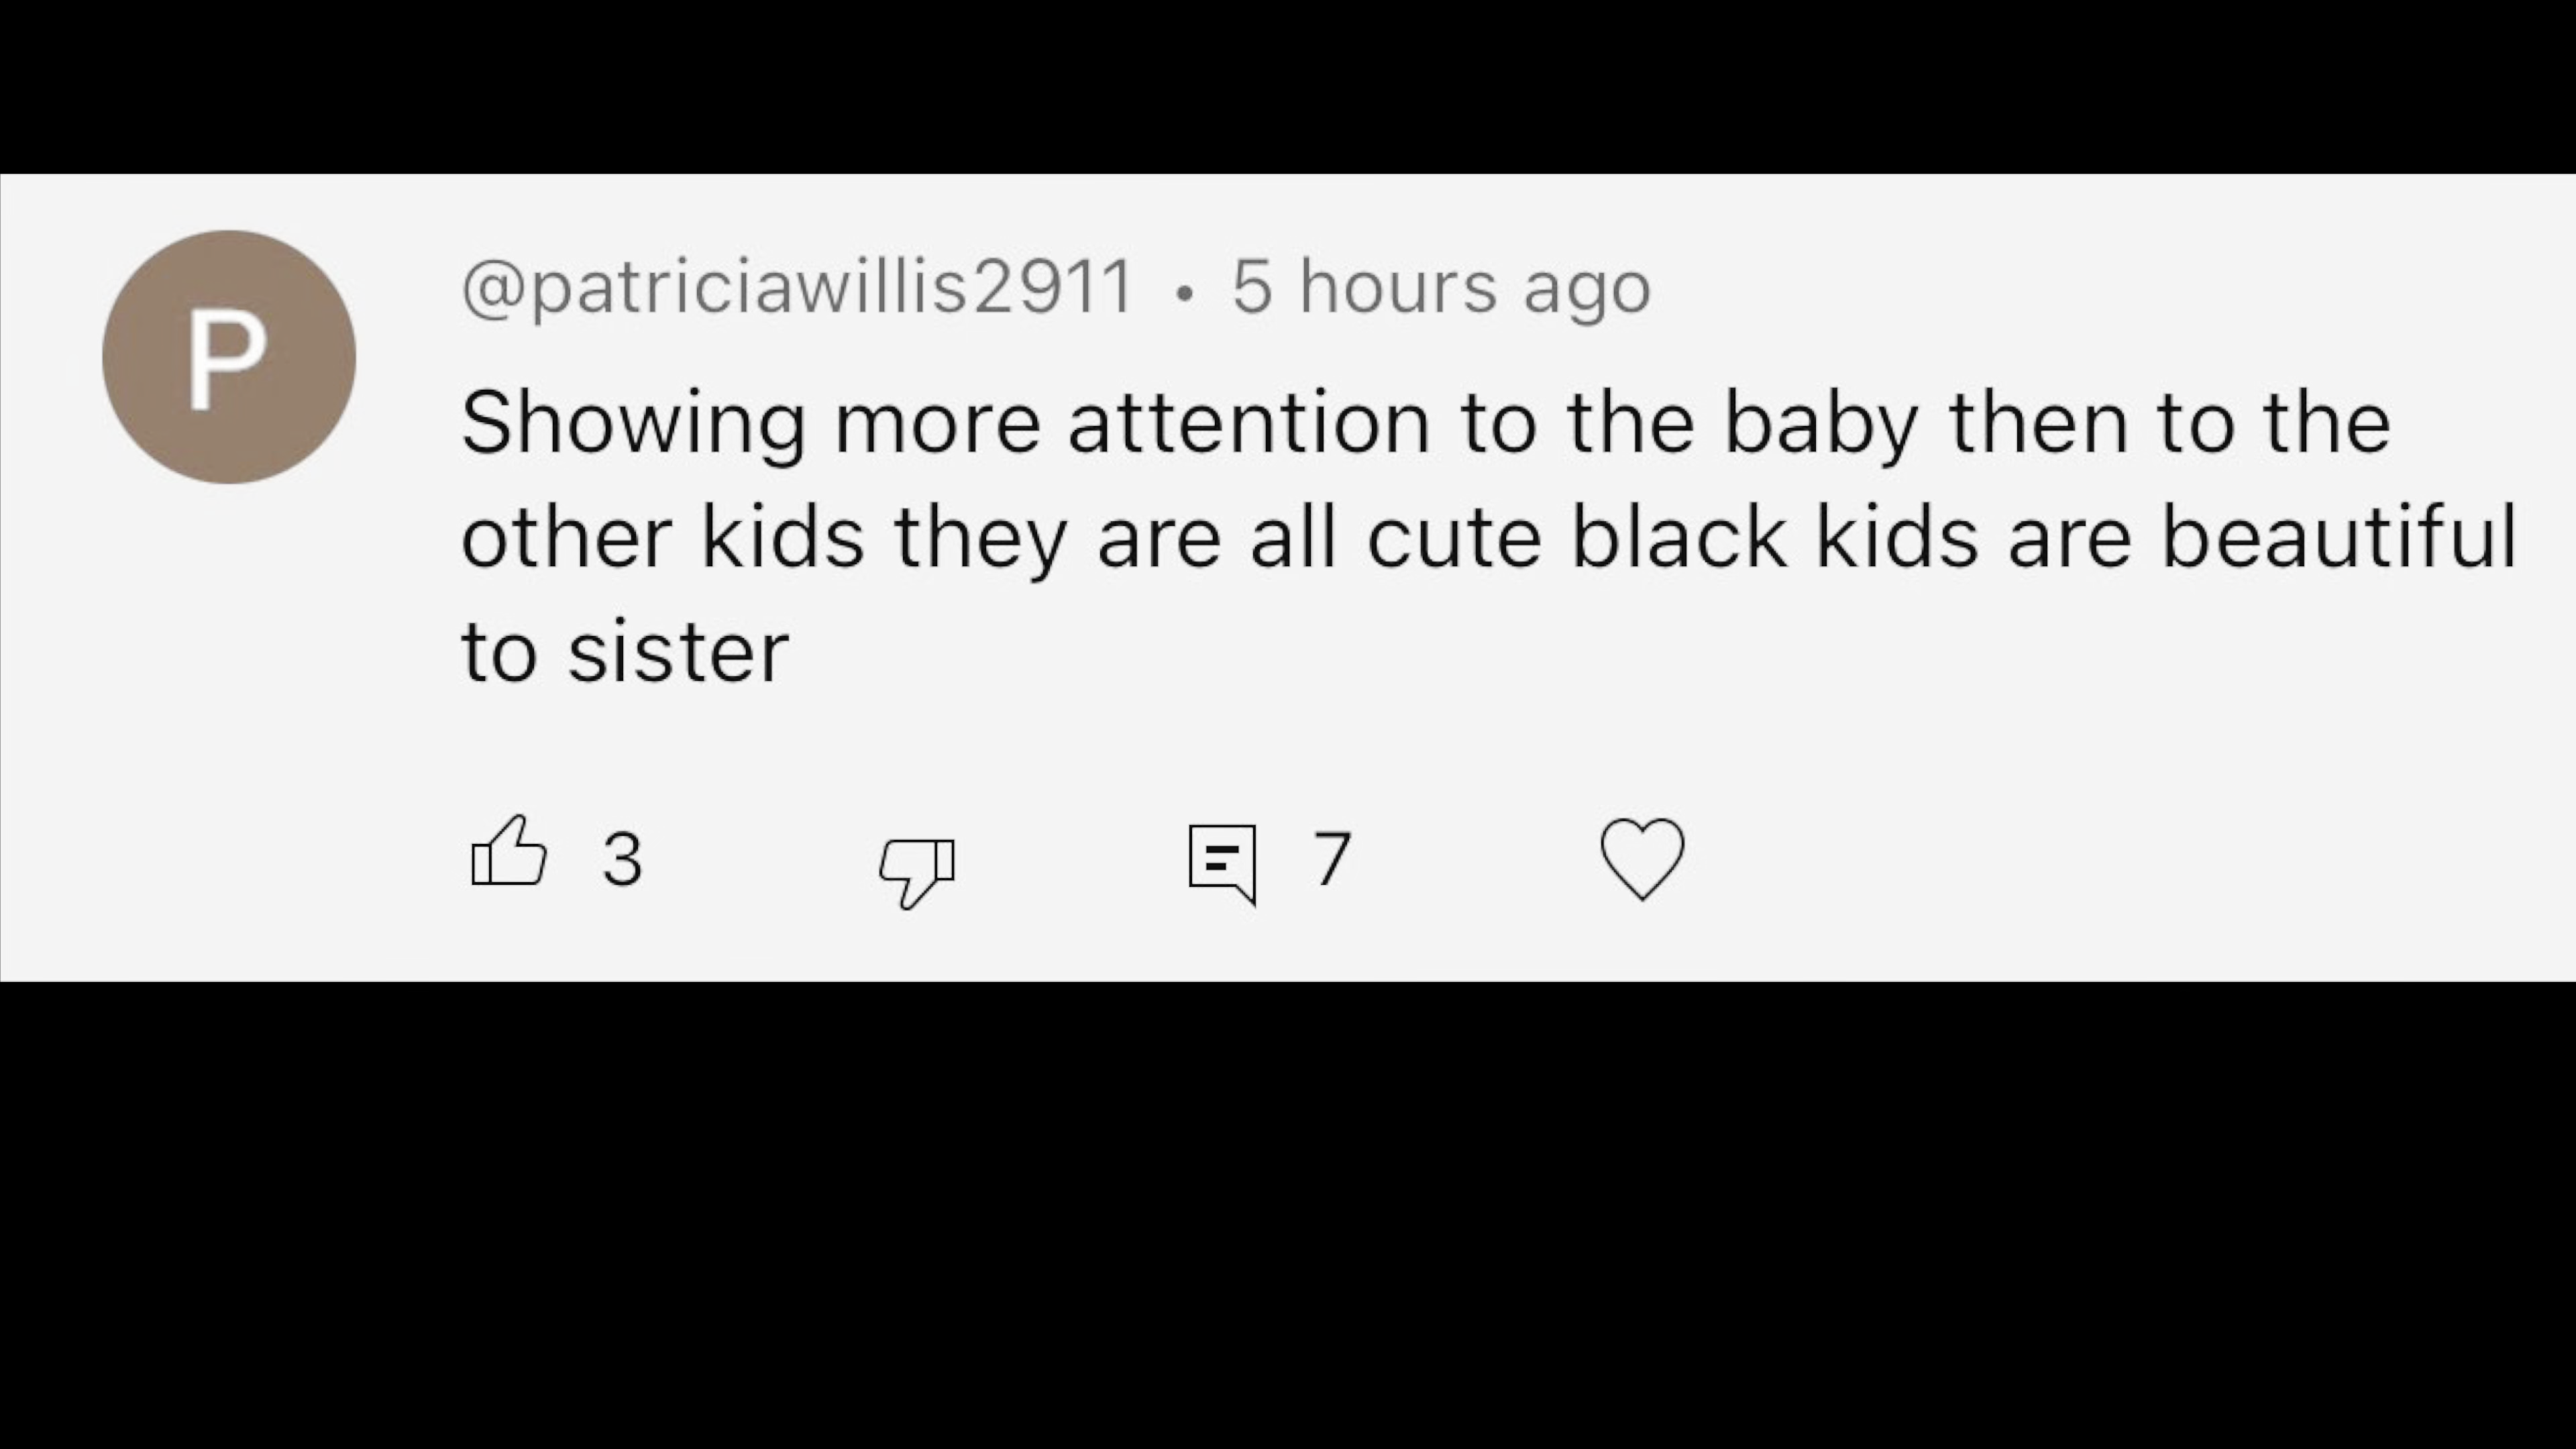 P
@patriciawillis2911 • 5 hours ago
Showing more attention to the baby then to the
other kids they are all cute black kids are beautiful
to sister
3 7